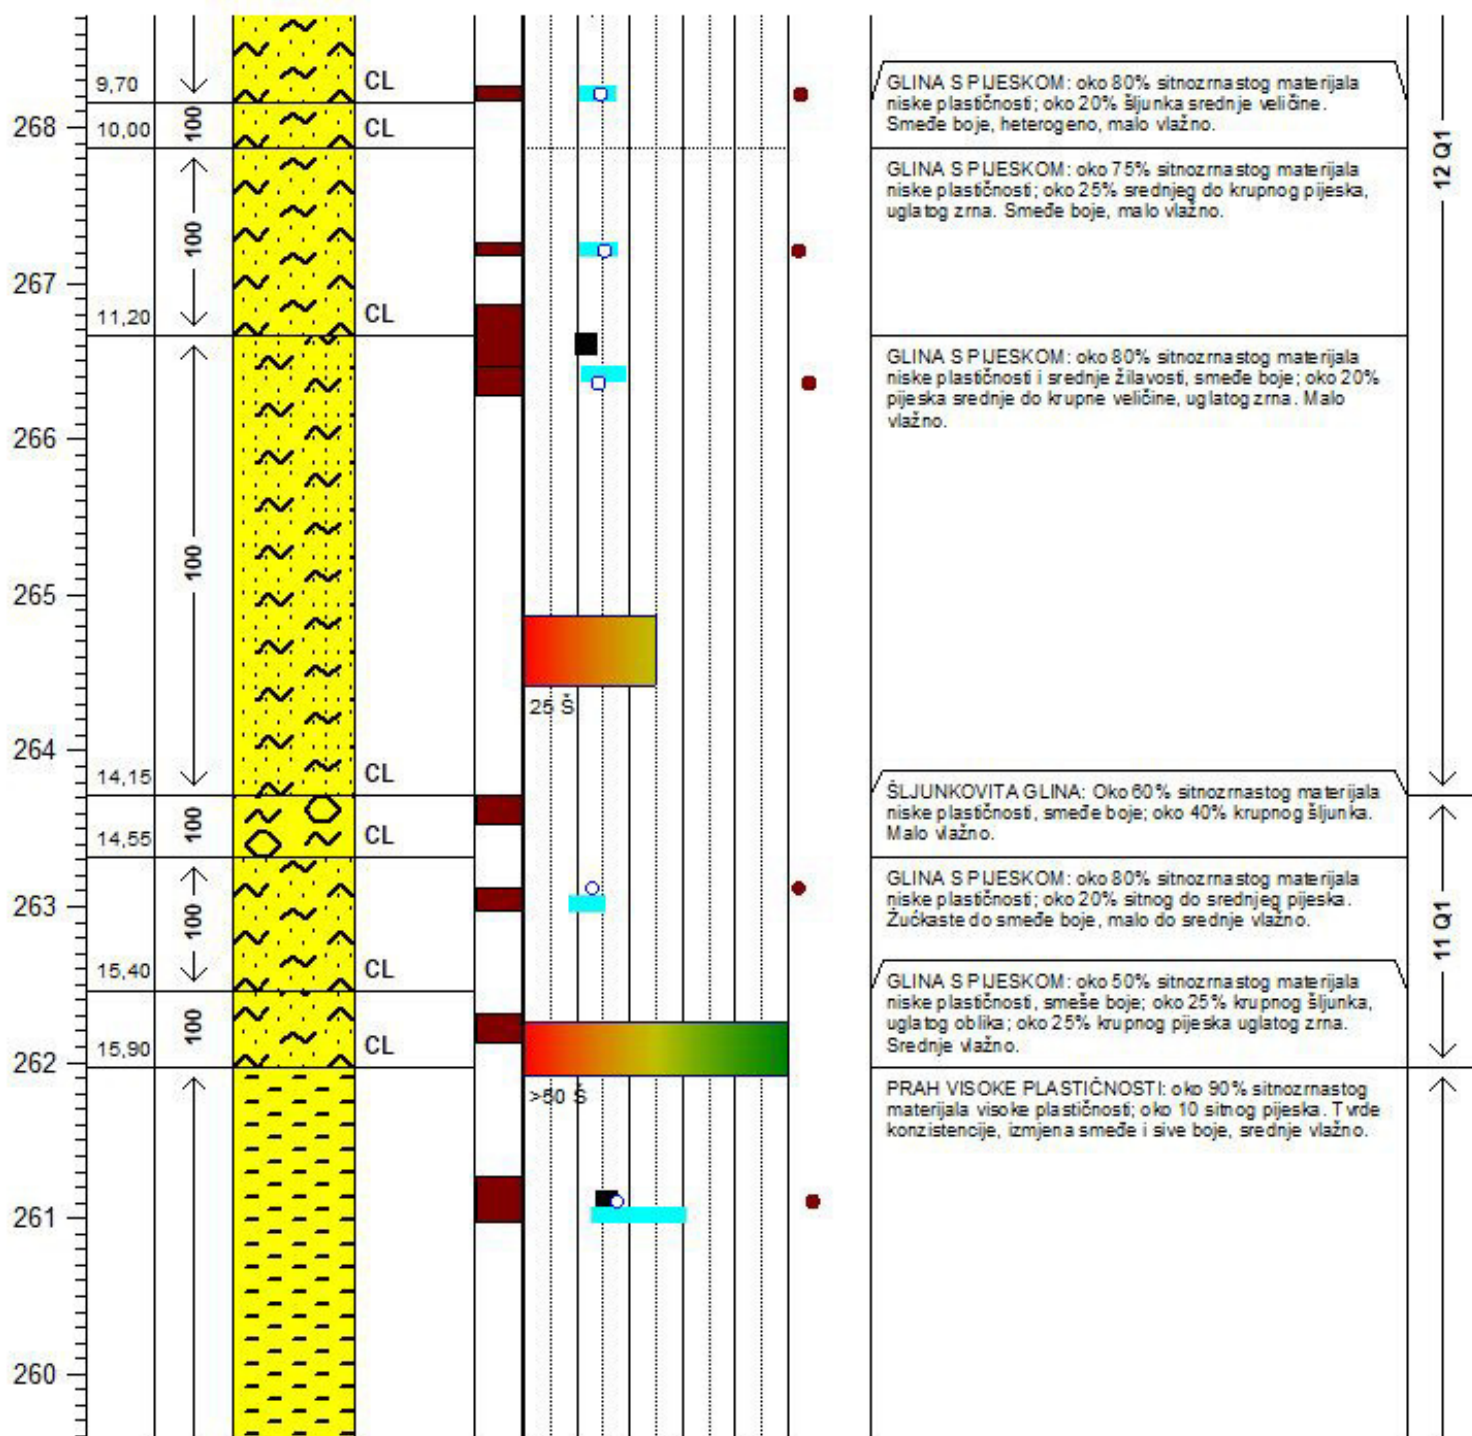 9,70
CL
GLINA S PIJESKOM: oko 80% sitnozrnastog materijala
niske plastičnosti; oko 20% šljunka srednje veličine.
Smeđe boje, heterogeno, malo vlažno.
268
10,00
100
CL
12 Q1
GLINA S PIJESKOM: oko 75% sitnozrnastog materijala
niske plastičnosti; oko 25% srednjeg do krupnog pijeska,
uglatog zrna. Smeđe boje, malo vlažno.
100
267
11,20
CL
GLINA S PIJESKOM: oko 80% sitnozrnastog materijala
niske plastičnosti i srednje žilavosti, smeđe boje; oko 20%
pijeska srednje do krupne veličine, uglatog zrna. Malo
vlažno.
266
100
265
25 Š
264
14,15
CL
ŠLJUNKOVITA GLINA: Oko 60% sitnozrnastog materijala
niske plastičnosti, smeđe boje; oko 40% krupnog šljunka.
Malo vlažno.
100
14,55
CL
GLINA S PIJESKOM: oko 80% sitnozrnastog materijala
niske plastičnosti; oko 20% sitnog do srednjeg pijeska.
Žućkaste do smeđe boje, malo do srednje vlažno.
263
100
11 Q1
15,40
CL
GLINA S PIJESKOM: oko 50% sitnozrnastog materijala
niske plastičnosti, smeše boje; oko 25% krupnog šljunka,
uglatog oblika; oko 25% krupnog pijeska uglatog zrna.
Srednje vlažno.
100
15,90
CL
262
>50 Š
PRAH VISOKE PLASTIČNOSTI: oko 90% sitnozrnastog
materijala visoke plastičnosti; oko 10 sitnog pijeska. Tvrde
konzistencije, izmjena smeđe i sive boje, srednje vlažno.
261
260